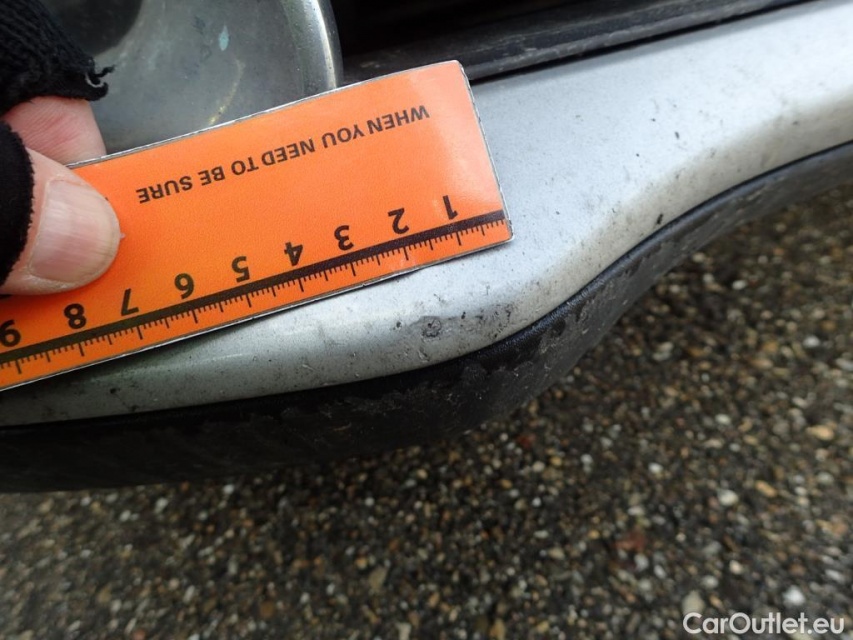 WHEN YOU NEED TO BE SURE
1 2 3 4 5 6 7 8 9
CarOutlet.eu